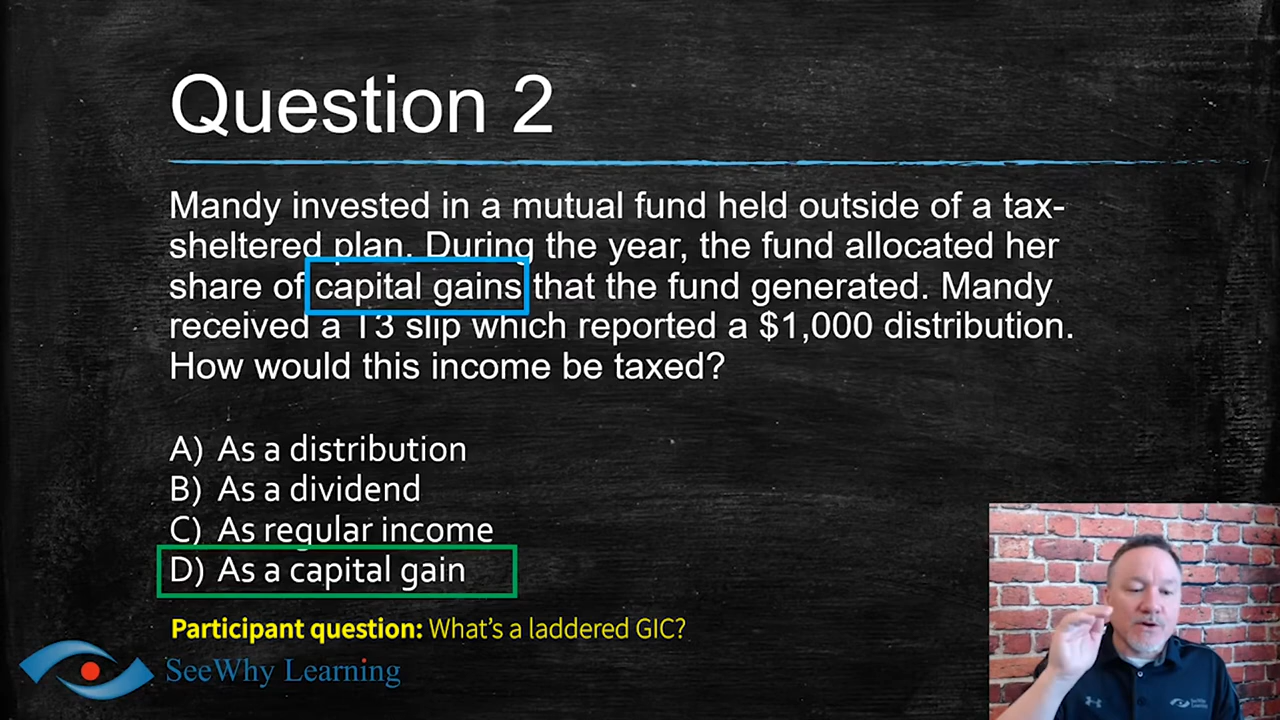 Question 2
Mandy invested in a mutual fund held outside of a tax-
sheltered plan. During the year, the fund allocated her
share of capital gains that the fund generated. Mandy
received a T3 slip which reported a $1,000 distribution.
How would this income be taxed?
A) As a distribution
B) As a dividend
C) As regular income
D) As a capital gain
Participant question: What's a laddered GIC?
SeeWhy Learning
SeeWhy
Learning